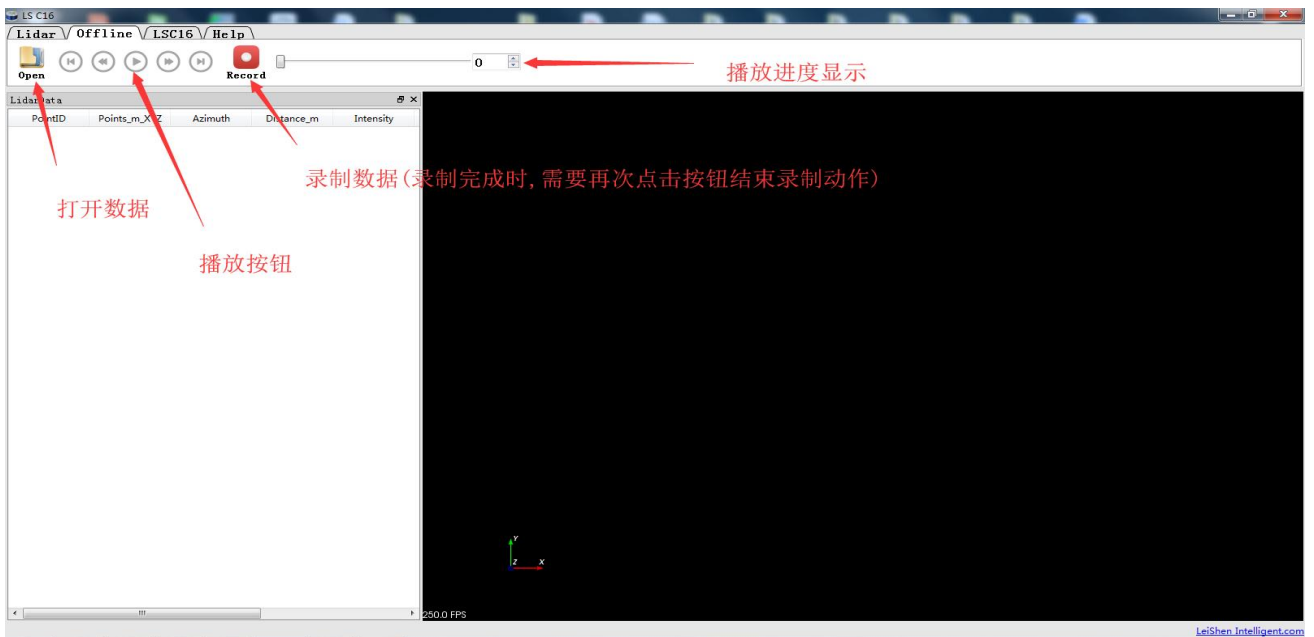 LS C16
Lidar Offline LSC16 Help
Open Record 0
播放进度显示
LidarData
PointID Points_m_XYZ Azimuth Distance_m Intensity
录制数据(录制完成时,需要再次点击按钮结束录制动作)
打开数据
播放按钮
Y
Z X
250.0 FPS
LeiShen Intelligent.com